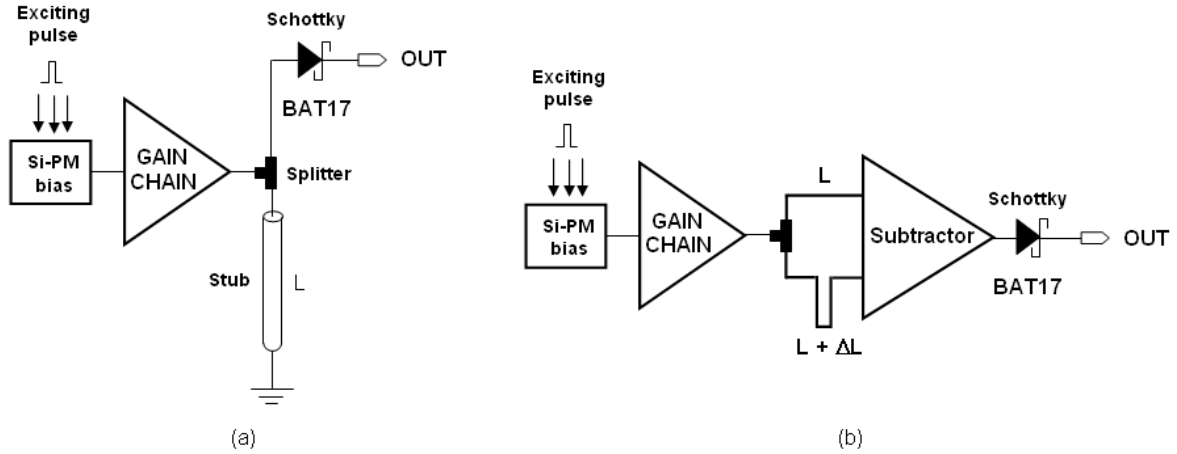 Exciting
pulse
Schottky
OUT
BAT17
Si-PM
bias
GAIN
CHAIN
Splitter
Stub
L
(a)
Exciting
pulse
Si-PM
bias
GAIN
CHAIN
L
L + ΔL
Subtractor
Schottky
OUT
BAT17
(b)